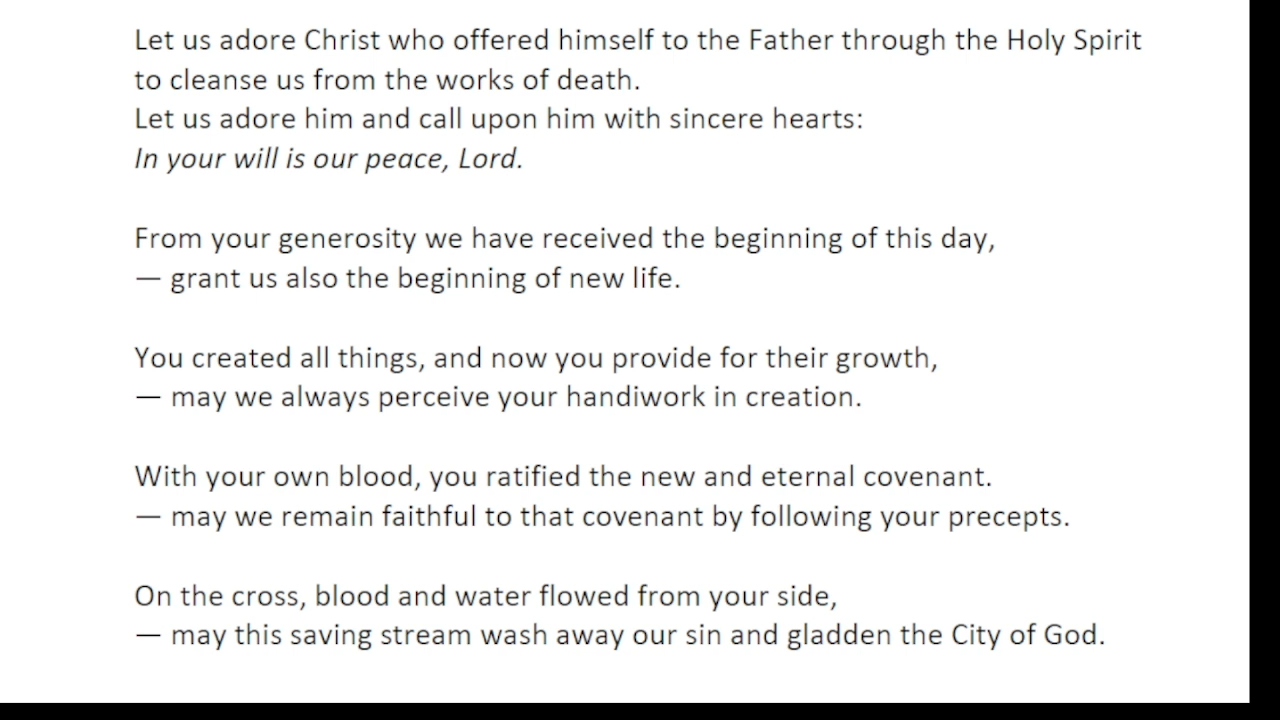 Let us adore Christ who offered himself to the Father through the Holy Spirit
to cleanse us from the works of death.
Let us adore him and call upon him with sincere hearts:
In your will is our peace, Lord.
From your generosity we have received the beginning of this day,
— grant us also the beginning of new life.
You created all things, and now you provide for their growth,
— may we always perceive your handiwork in creation.
With your own blood, you ratified the new and eternal covenant.
— may we remain faithful to that covenant by following your precepts.
On the cross, blood and water flowed from your side,
— may this saving stream wash away our sin and gladden the City of God.